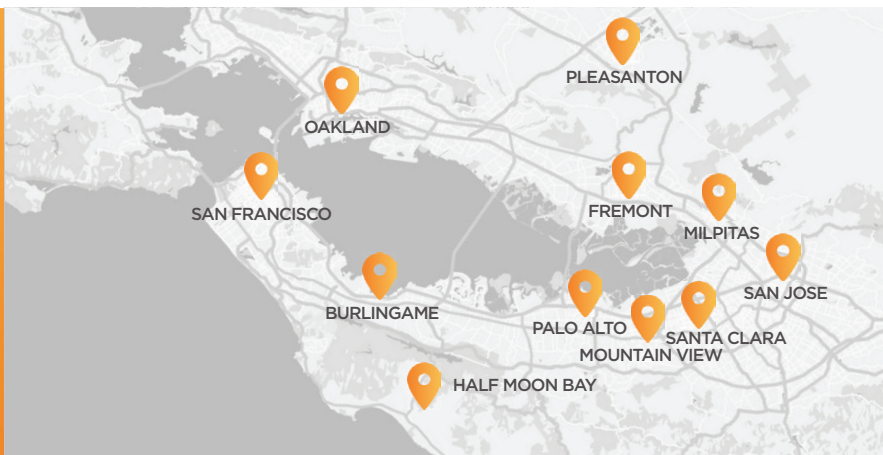 PLEASANTON
OAKLAND
SAN FRANCISCO
FREMONT
MILPITAS
SAN JOSE
BURLINGAME
PALO ALTO
SANTA CLARA
MOUNTAIN VIEW
HALF MOON BAY